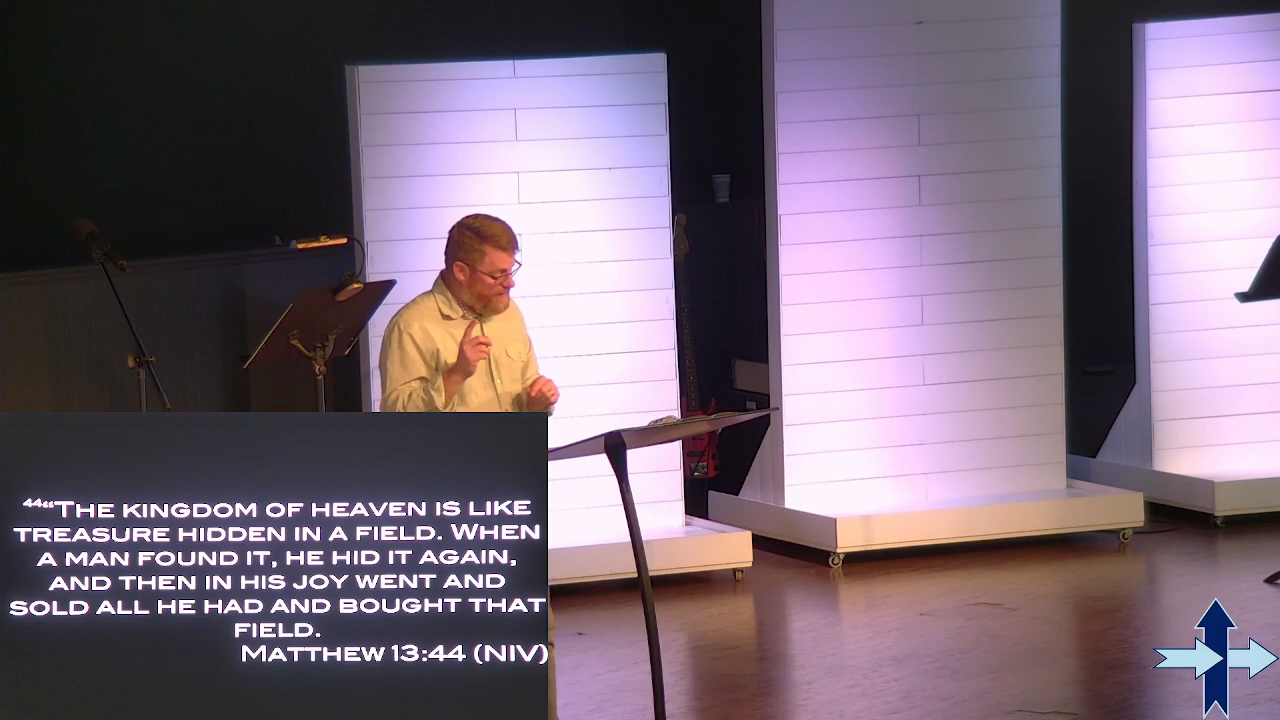 44“The kingdom of heaven is like
treasure hidden in a field. When
a man found it, he hid it again,
and then in his joy went and
sold all he had and bought that
field.
Matthew 13:44 (NIV)